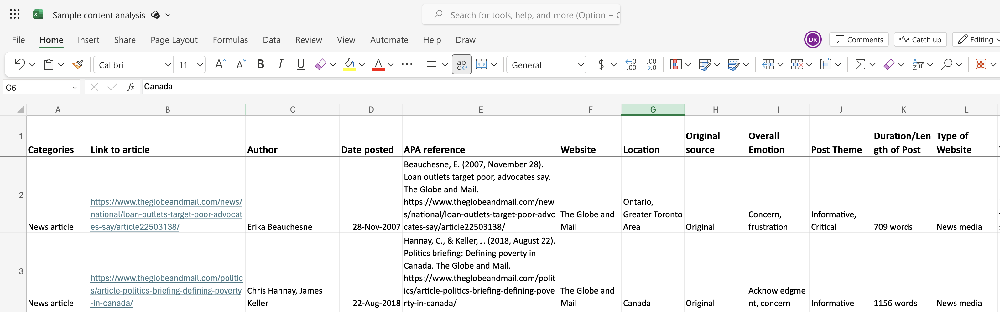 Sample content analysis
Search for tools, help, and more (Option +
File Home Insert Share Page Layout Formulas Data Review View Automate Help Draw
DR Comments Catch up Editing
Calibri 11 A A B I U A ab c General $ ←0 .00 .00 →0 Σ A Z
G6 fx Canada
A B C D E F G H I J K L
1
Categories
Link to article
Author
Date posted
APA reference
Website
Location
Original
source
Overall
Emotion
Post Theme
Duration/Len
gth of Post
Type of
Website
2
News article
https://www.theglobeandmail.com/news/
national/loan-outlets-target-poor-advocat
es-say/article22503138/
Erika Beauchesne
28-Nov-2007
Beauchesne, E. (2007, November 28).
Loan outlets target poor, advocates say.
The Globe and Mail.
https://www.theglobeandmail.com/new
s/national/loan-outlets-target-poor-advo
cates-say/article22503138/
The Globe and
Mail
Ontario,
Greater Toronto
Area
Original
Concern,
frustration
Informative,
Critical
709 words
News media
3
News article
https://www.theglobeandmail.com/politic
s/article-politics-briefing-defining-poverty
-in-canada/
Chris Hannay, James
Keller
22-Aug-2018
Hannay, C., & Keller, J. (2018, August 22).
Politics briefing: Defining poverty in
Canada. The Globe and Mail.
https://www.theglobeandmail.com/polit
ics/article-politics-briefing-defining-pove
rty-in-canada/
The Globe and
Mail
Canada
Original
Acknowledgme
nt, concern
Informative
1156 words
News media